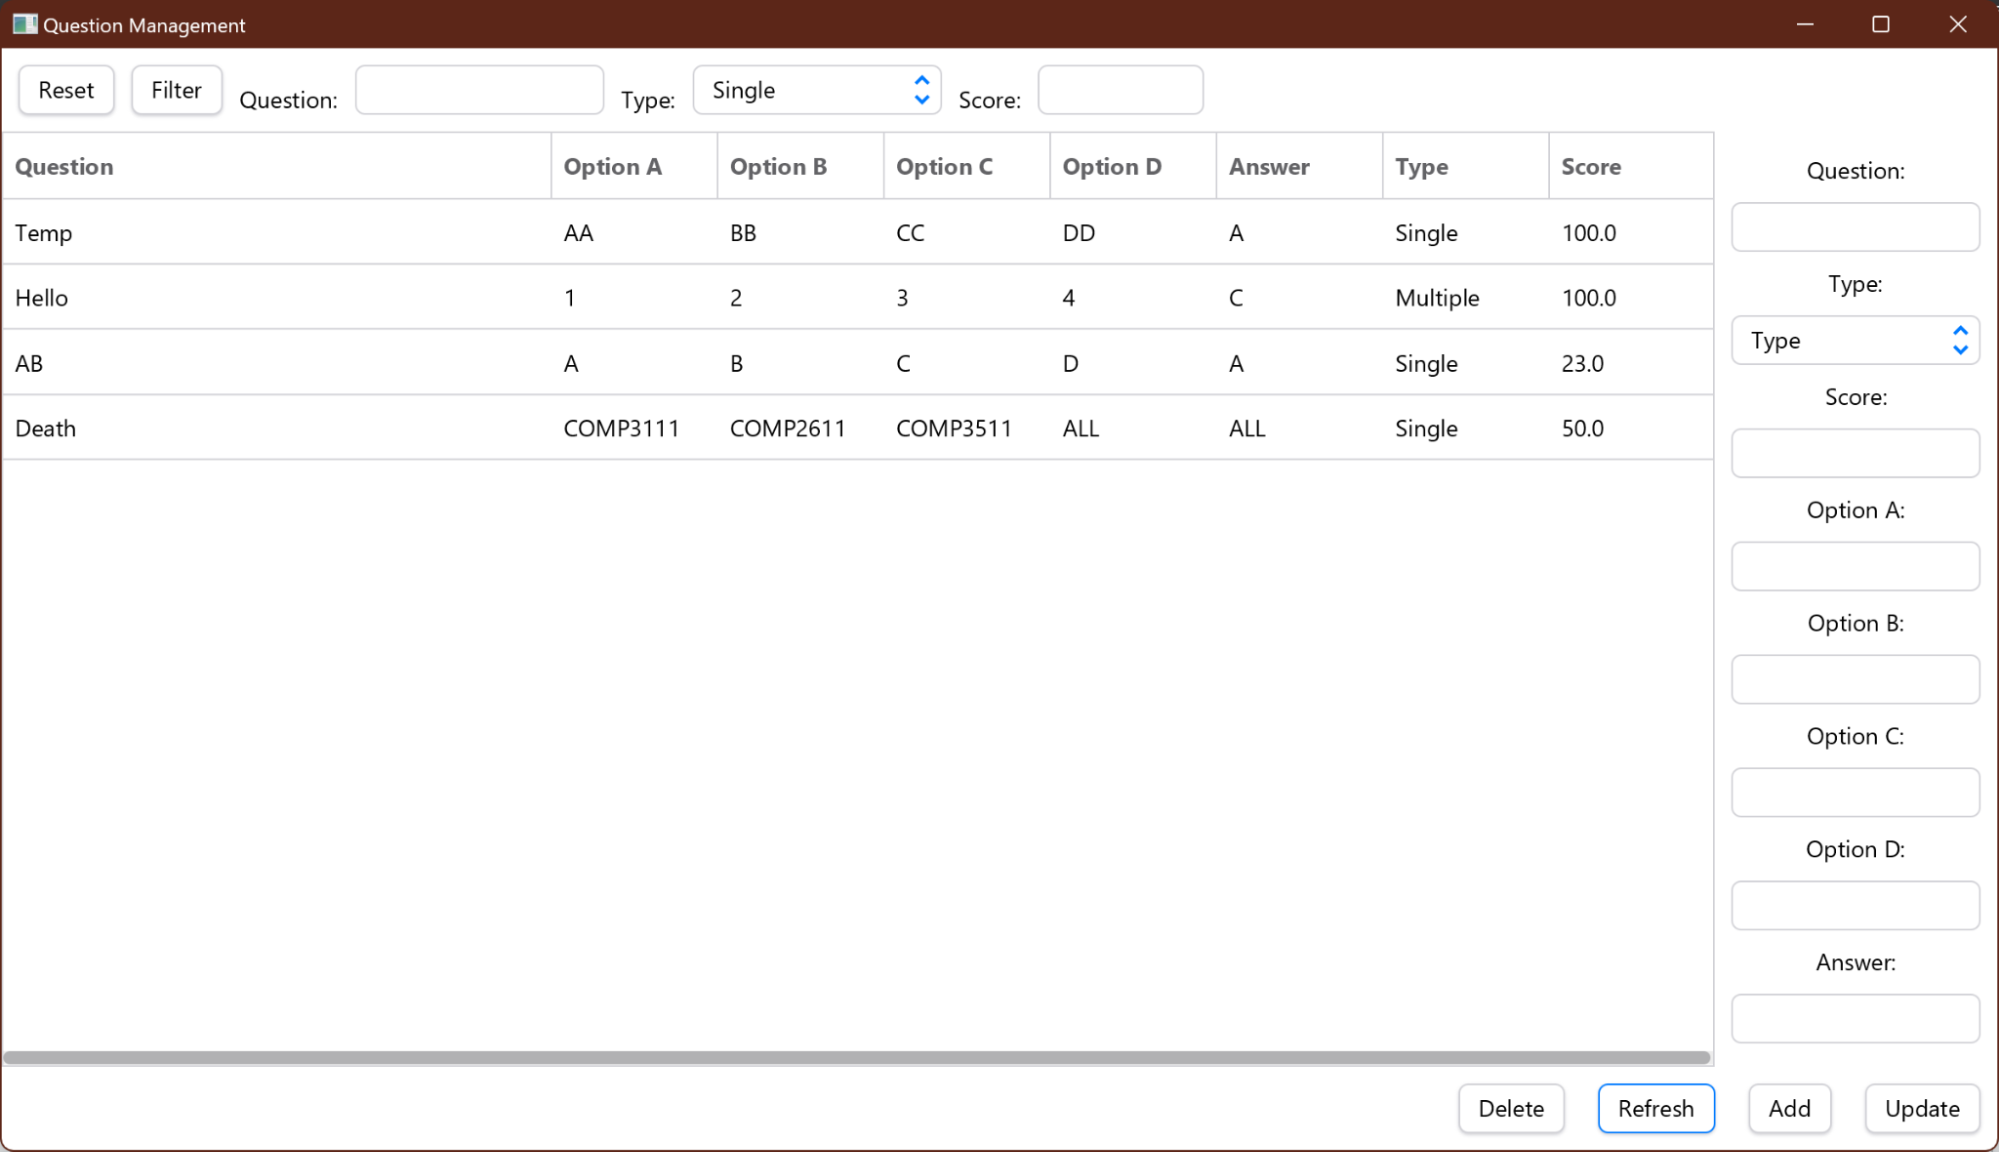 Question Management
Reset Filter Question: Type: Single Score:
Question Option A Option B Option C Option D Answer Type Score
Temp AA BB CC DD A Single 100.0
Hello 1 2 3 4 C Multiple 100.0
AB A B C D A Single 23.0
Death COMP3111 COMP2611 COMP3511 ALL ALL Single 50.0
Question:
Type:
Type
Score:
Option A:
Option B:
Option C:
Option D:
Answer:
Delete Refresh Add Update